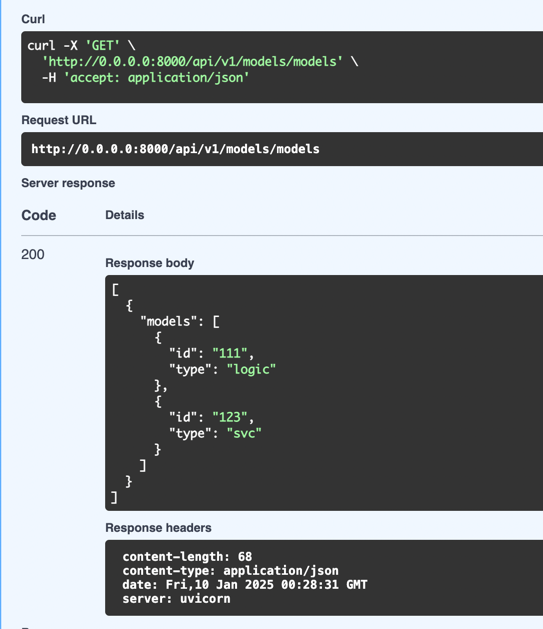 Curl
curl -X 'GET' \
  'http://0.0.0.0:8000/api/v1/models/models' \
  -H 'accept: application/json'
Request URL
http://0.0.0.0:8000/api/v1/models/models
Server response
Code Details
200
Response body
[
  {
    "models": [
      {
        "id": "111",
        "type": "logic"
      },
      {
        "id": "123",
        "type": "svc"
      }
    ]
  }
]
Response headers
content-length: 68
content-type: application/json
date: Fri,10 Jan 2025 00:28:31 GMT
server: uvicorn